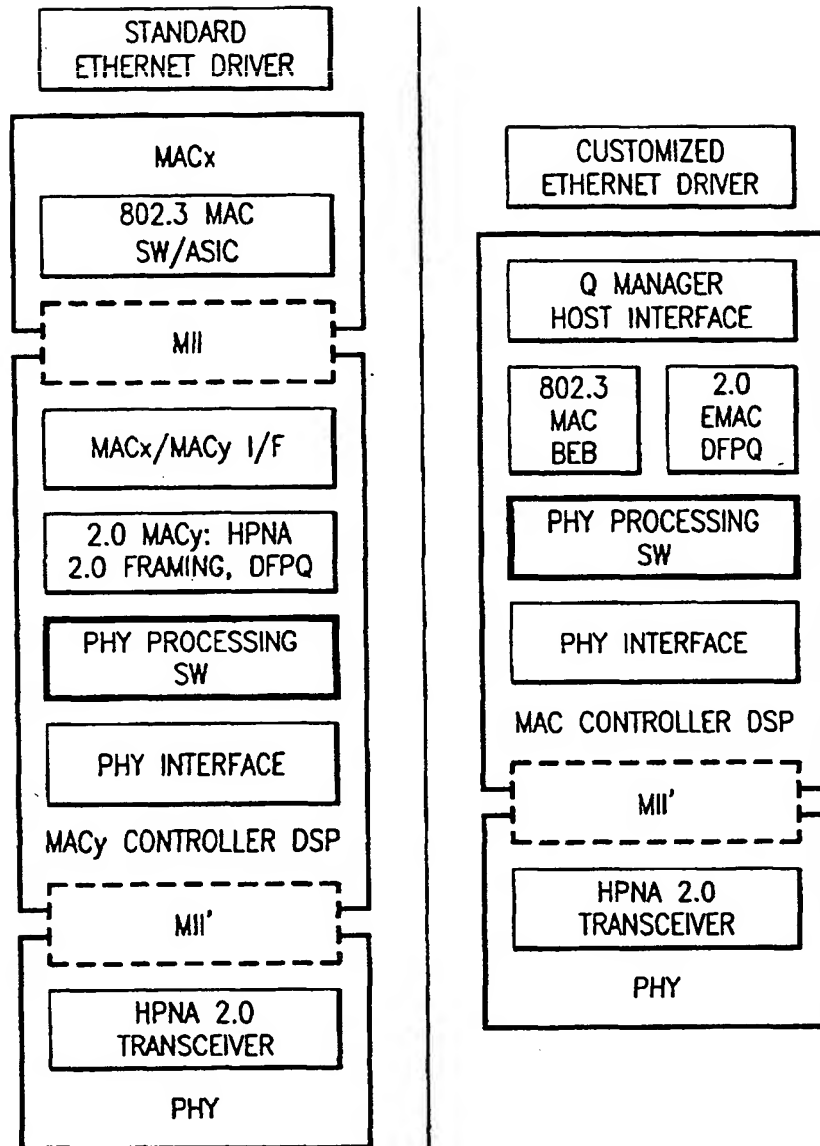 STANDARD
ETHERNET DRIVER
MACx
802.3 MAC
SW/ASIC
MII
MACx/MACy I/F
2.0 MACy: HPNA
2.0 FRAMING, DFPQ
PHY PROCESSING
SW
PHY INTERFACE
MACy CONTROLLER DSP
MII'
HPNA 2.0
TRANSCEIVER
PHY
CUSTOMIZED
ETHERNET DRIVER
Q MANAGER
HOST INTERFACE
802.3
MAC
BEB
2.0
EMAC
DFPQ
PHY PROCESSING
SW
PHY INTERFACE
MAC CONTROLLER DSP
MII'
HPNA 2.0
TRANSCEIVER
PHY